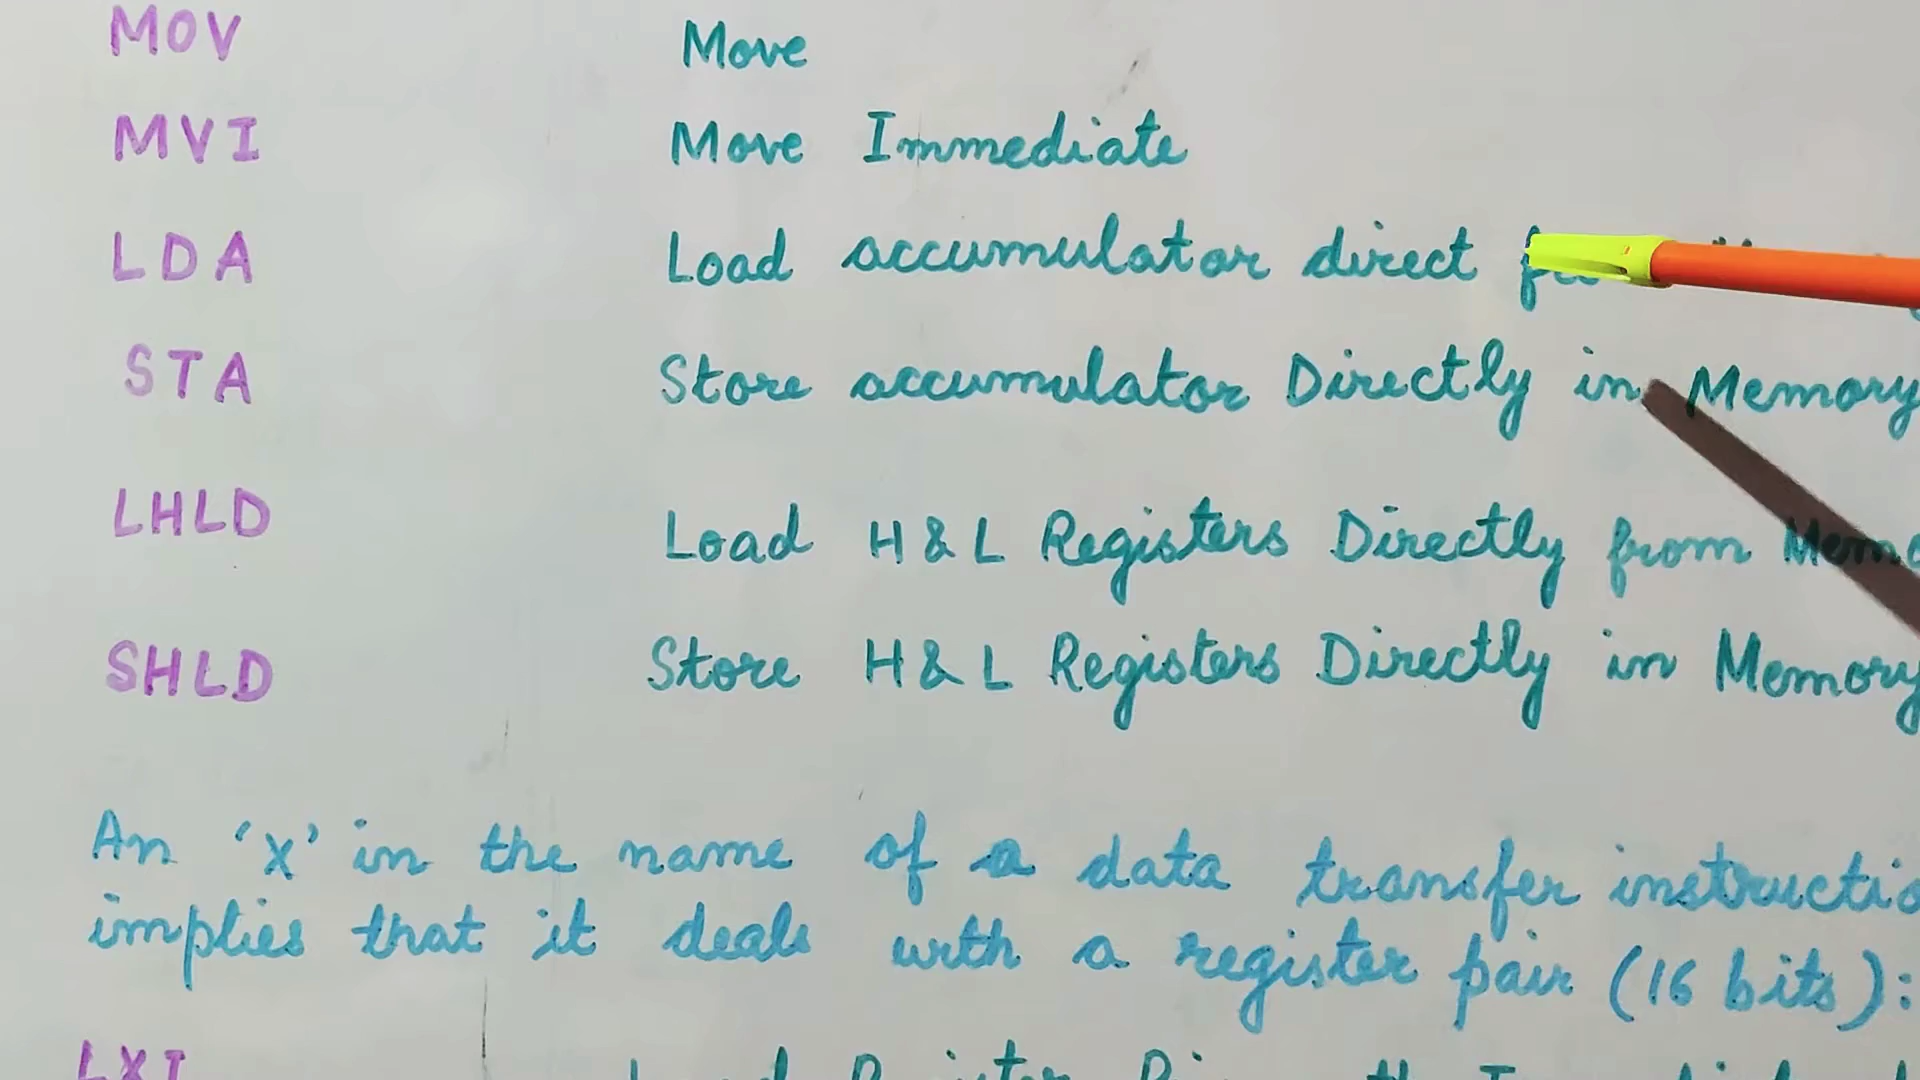 MOV Move
MVI Move Immediate
LDA Load accumulator direct
STA Store accumulator Directly in Memory
LHLD Load H & L Registers Directly from
SHLD Store H & L Registers Directly in Memory
An 'X' in the name of a data transfer
implies that it deals with a register pair (16 bits):
LXI